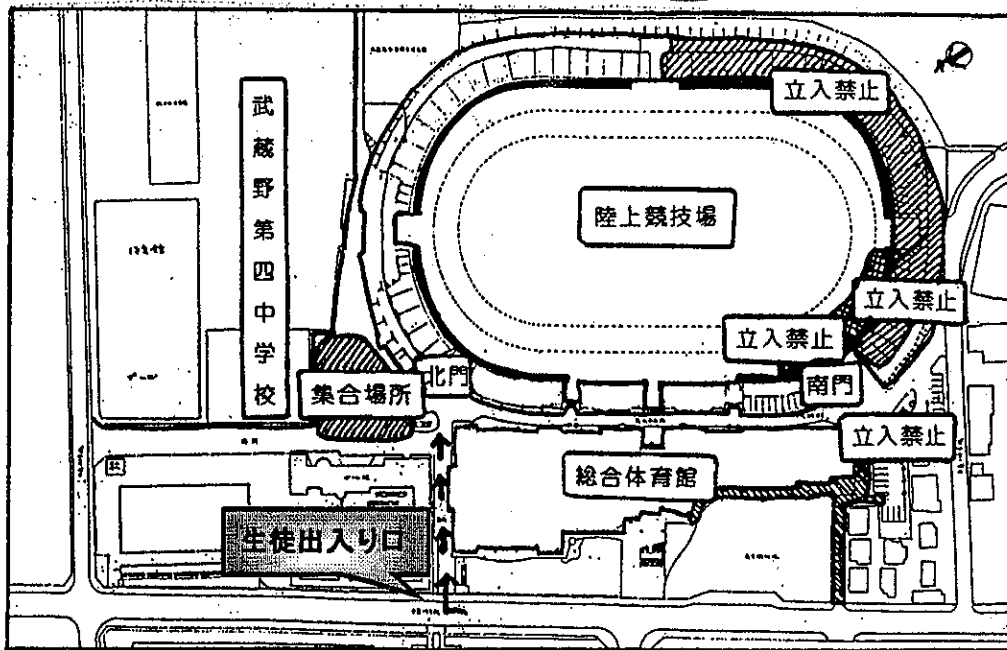 立入禁止
武蔵野第四中学校
陸上競技場
立入禁止
立入禁止
北門
南門
集合場所
立入禁止
総合体育館
生徒出入り口